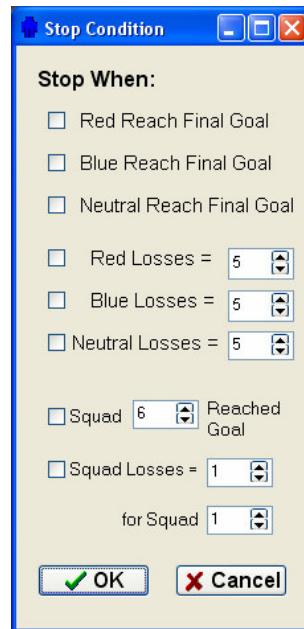 Stop Condition
Stop When:
Red Reach Final Goal
Blue Reach Final Goal
Neutral Reach Final Goal
Red Losses = 5
Blue Losses = 5
Neutral Losses = 5
Squad 6 Reached
Goal
Squad Losses = 1
for Squad 1
OK Cancel